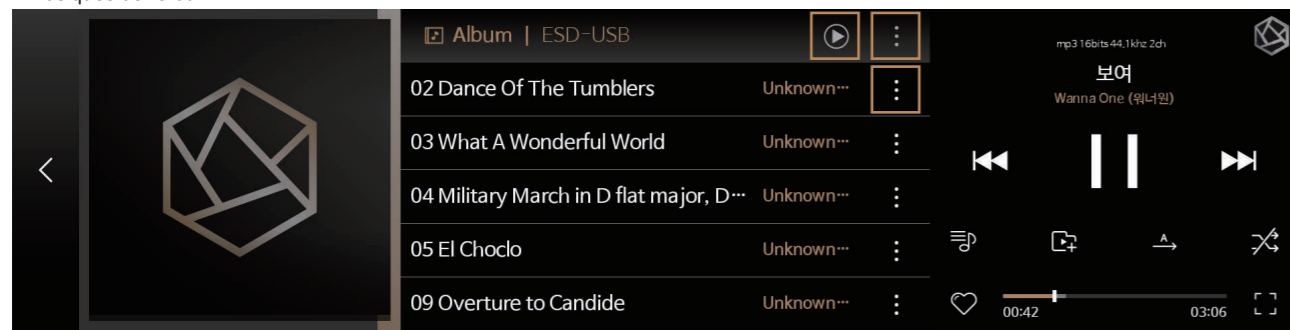 Album | ESD-USB
02 Dance Of The Tumblers Unknown…
03 What A Wonderful World Unknown…
04 Military March in D flat major, D… Unknown…
05 El Choclo Unknown…
09 Overture to Candide Unknown…
mp3 16bits 44.1khz 2ch
보여
Wanna One (워너원)
A
00:42 03:06